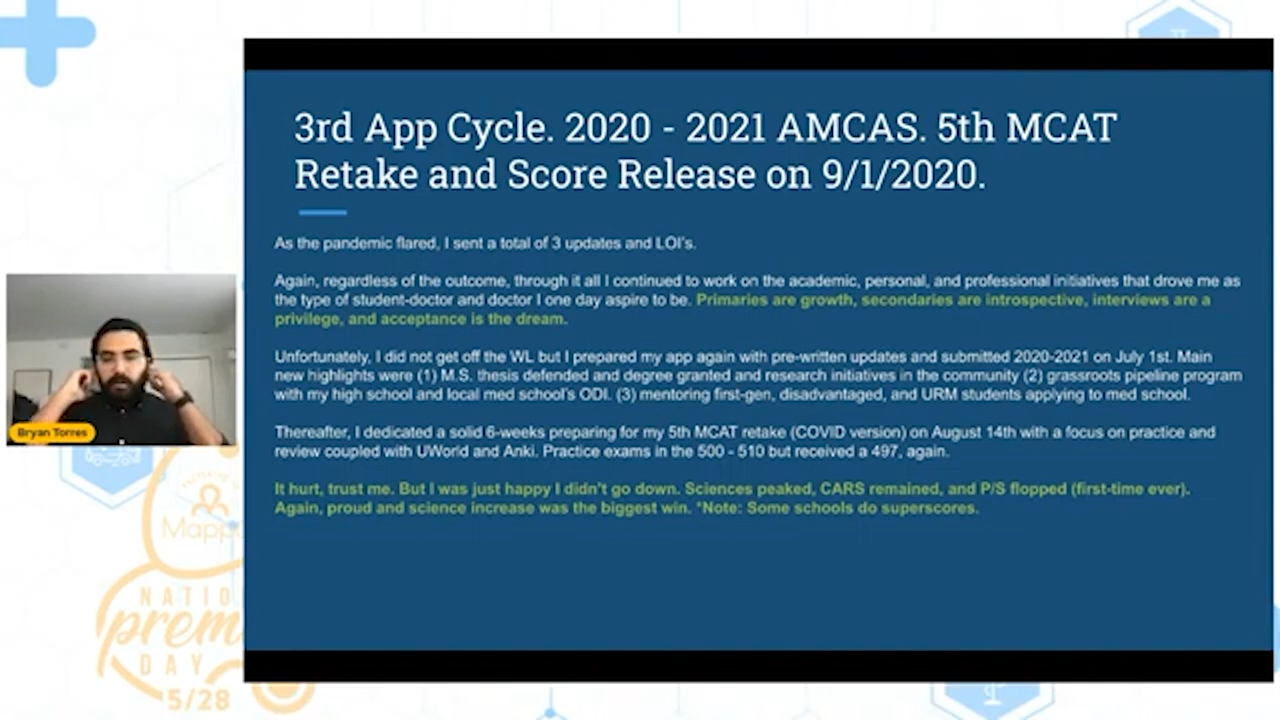 3rd App Cycle. 2020 - 2021 AMCAS. 5th MCAT
Retake and Score Release on 9/1/2020.
As the pandemic flared, I sent a total of 3 updates and LOI's.
Again, regardless of the outcome, through it all I continued to work on the academic, personal, and professional initiatives that drove me as
the type of student-doctor and doctor I one day aspire to be. Primaries are growth, secondaries are introspective, interviews are a
privilege, and acceptance is the dream.
Unfortunately, I did not get off the WL but I prepared my app again with pre-written updates and submitted 2020-2021 on July 1st. Main
new highlights were (1) M.S. thesis defended and degree granted and research initiatives in the community (2) grassroots pipeline program
with my high school and local med school's ODI. (3) mentoring first-gen, disadvantaged, and URM students applying to med school.
Thereafter, I dedicated a solid 6-weeks preparing for my 5th MCAT retake (COVID version) on August 14th with a focus on practice and
review coupled with UWorld and Anki. Practice exams in the 500 - 510 but received a 497, again.
It hurt, trust me. But I was just happy I didn't go down. Sciences peaked, CARS remained, and P/S flopped (first-time ever).
Again, proud and science increase was the biggest win. *Note: Some schools do superscores.
Bryan Torres
Mapp
NATIO
prem
DAY
5/28